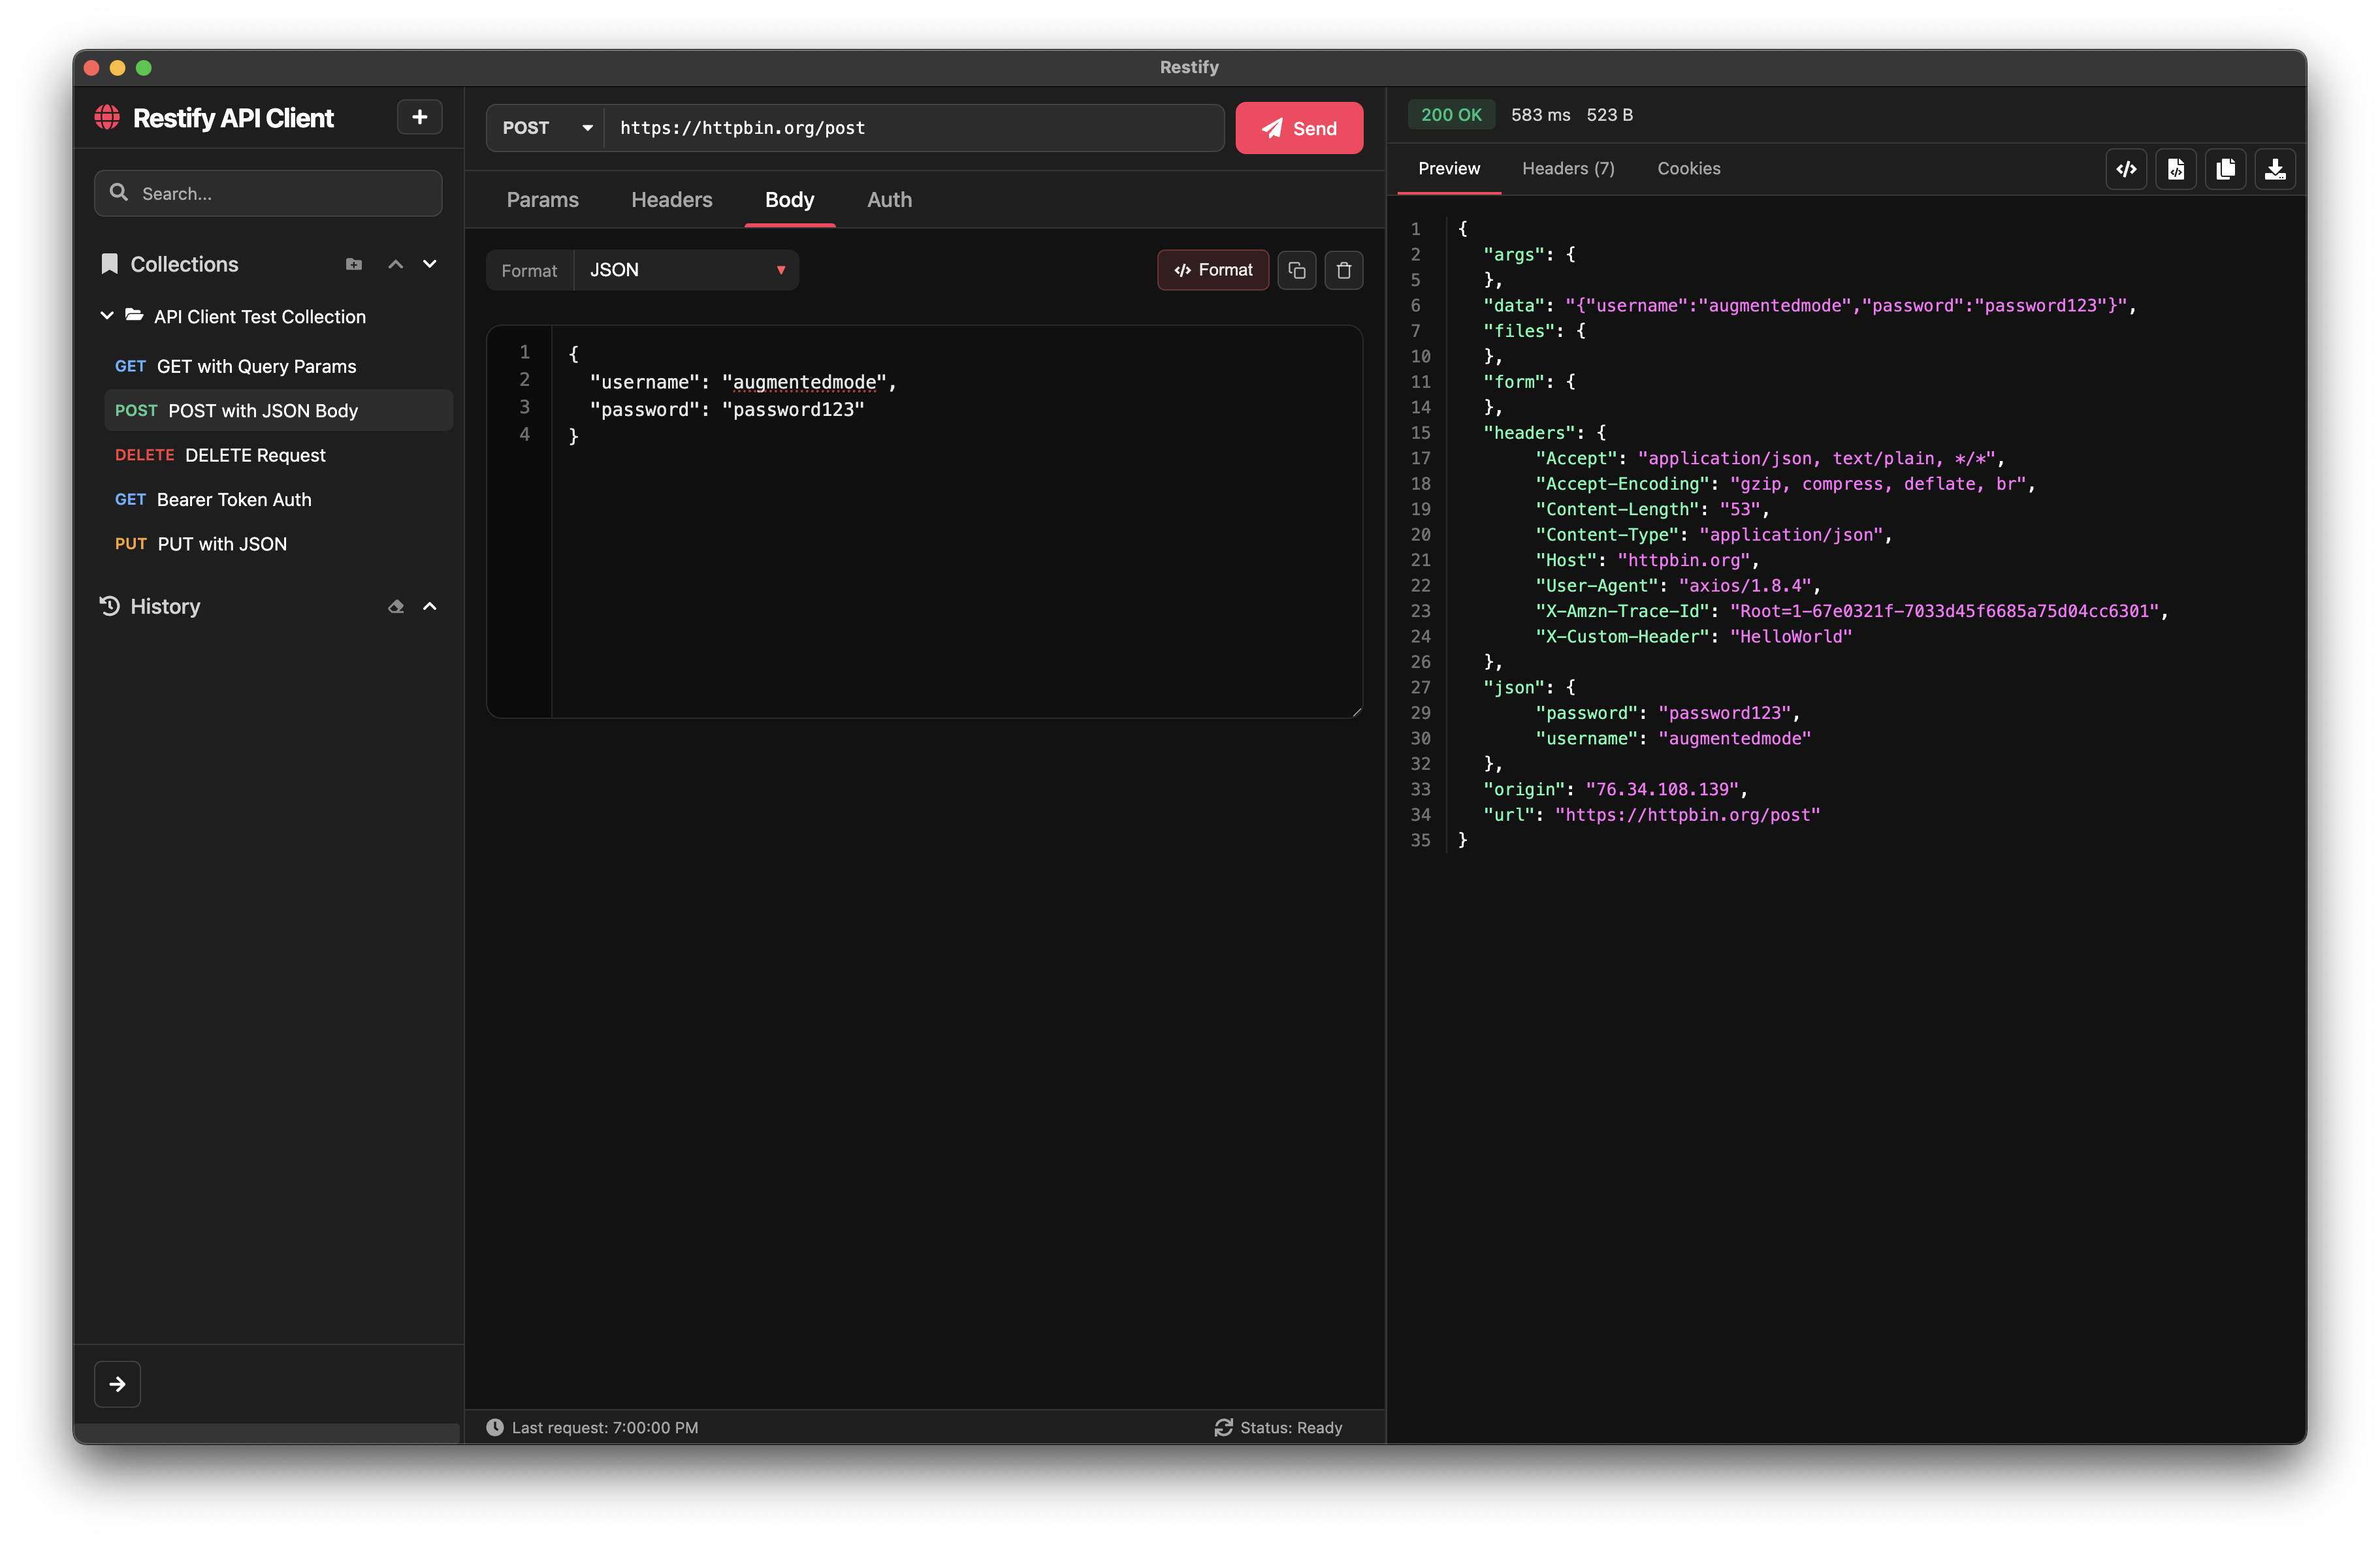 Restify
Restify API Client
Search...
Collections
API Client Test Collection
GET GET with Query Params
POST POST with JSON Body
DELETE DELETE Request
GET Bearer Token Auth
PUT PUT with JSON
History
POST https://httpbin.org/post Send
Params Headers Body Auth
Format JSON Format
1 {
2 "username": "augmentedmode",
3 "password": "password123"
4 }
Last request: 7:00:00 PM Status: Ready
200 OK 583 ms 523 B
Preview Headers (7) Cookies
1 {
2 "args": {
5 },
6 "data": "{"username":"augmentedmode","password":"password123"}",
7 "files": {
10 },
11 "form": {
14 },
15 "headers": {
17 "Accept": "application/json, text/plain, */*",
18 "Accept-Encoding": "gzip, compress, deflate, br",
19 "Content-Length": "53",
20 "Content-Type": "application/json",
21 "Host": "httpbin.org",
22 "User-Agent": "axios/1.8.4",
23 "X-Amzn-Trace-Id": "Root=1-67e0321f-7033d45f6685a75d04cc6301",
24 "X-Custom-Header": "HelloWorld"
26 },
27 "json": {
29 "password": "password123",
30 "username": "augmentedmode"
32 },
33 "origin": "76.34.108.139",
34 "url": "https://httpbin.org/post"
35 }